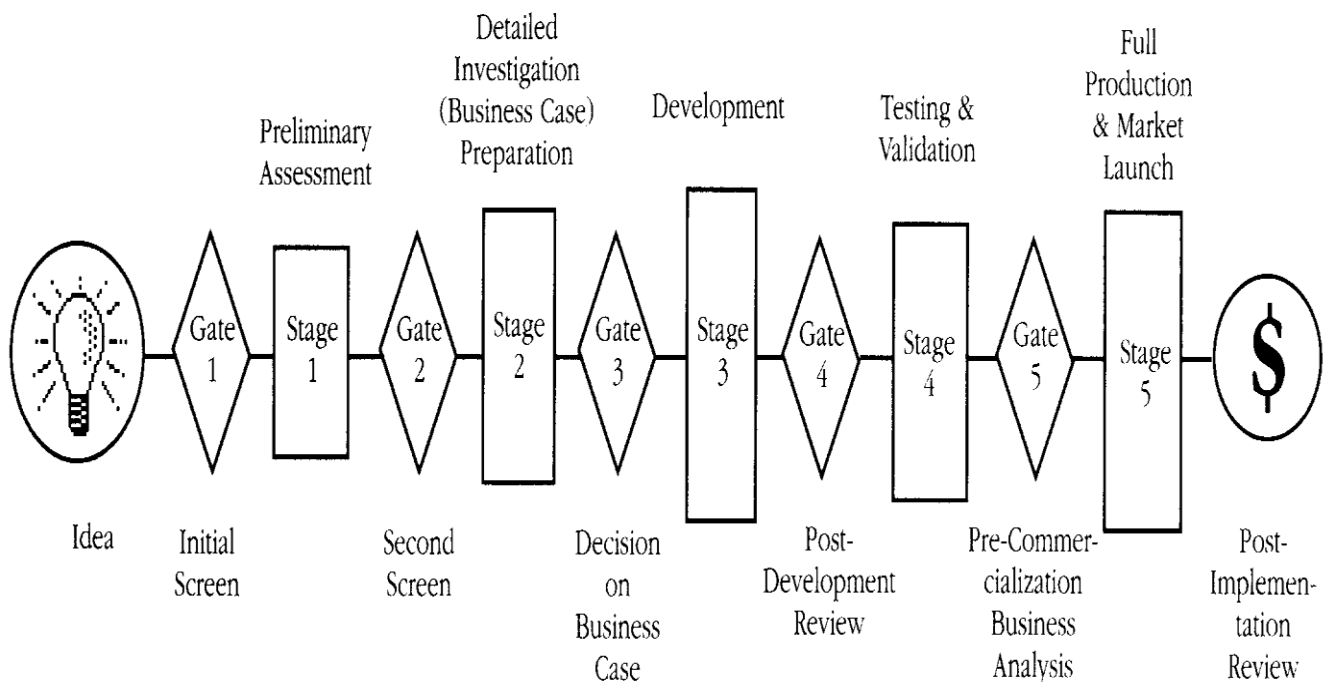 Preliminary
Assessment
Detailed
Investigation
(Business Case)
Preparation
Development
Testing &
Validation
Full
Production
& Market
Launch
Gate
1
Stage
1
Gate
2
Stage
2
Gate
3
Stage
3
Gate
4
Stage
4
Gate
5
Stage
5
$
Idea
Initial
Screen
Second
Screen
Decision
on
Business
Case
Post-
Development
Review
Pre-Commer-
cialization
Business
Analysis
Post-
Implemen-
tation
Review